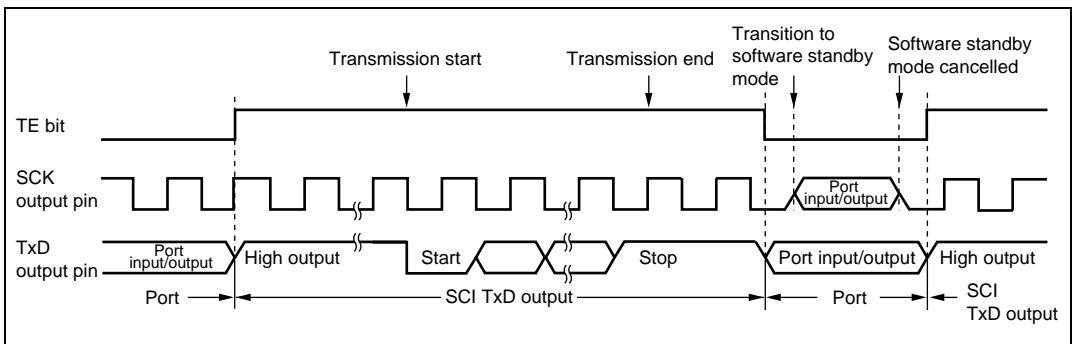 Transmission start
Transmission end
Transition to
software standby
mode
Software standby
mode cancelled
TE bit
SCK
output pin
Port
input/output
TxD
output pin
Port
input/output
High output
Start
Stop
Port input/output
High output
Port
SCI TxD output
Port
SCI
TxD output